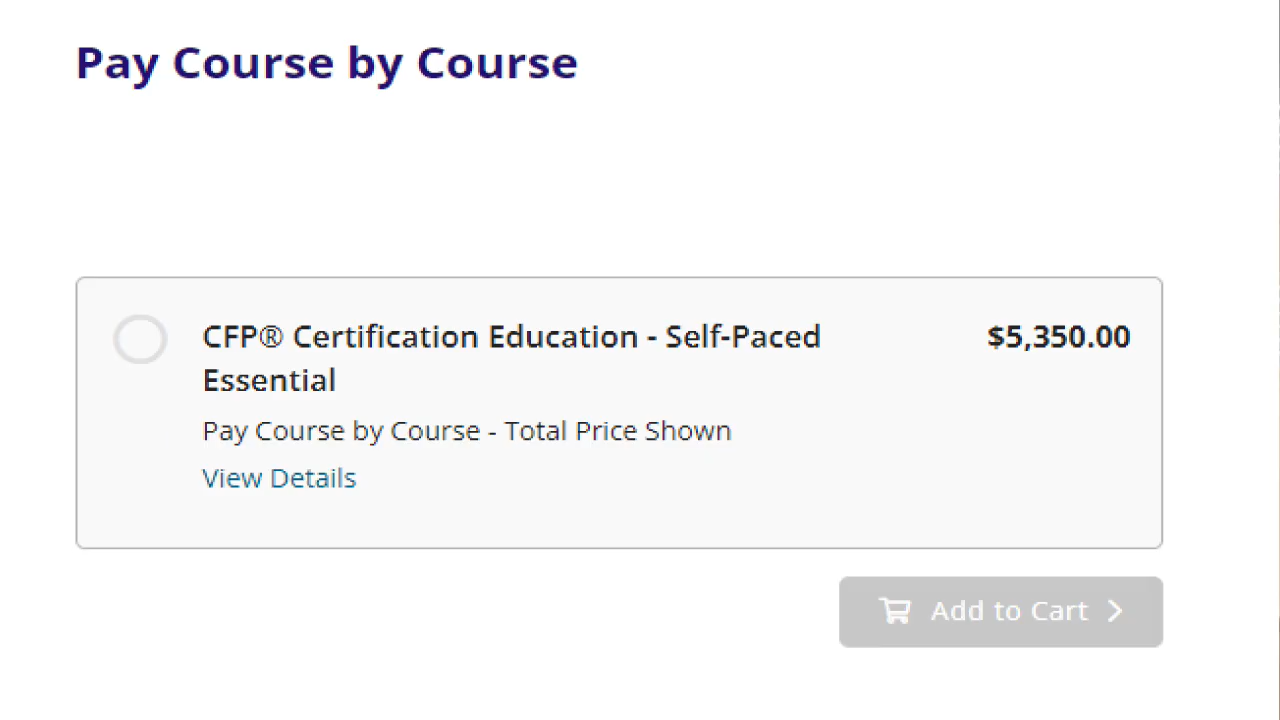 Pay Course by Course
CFP® Certification Education - Self-Paced $5,350.00
Essential
Pay Course by Course - Total Price Shown
View Details
Add to Cart